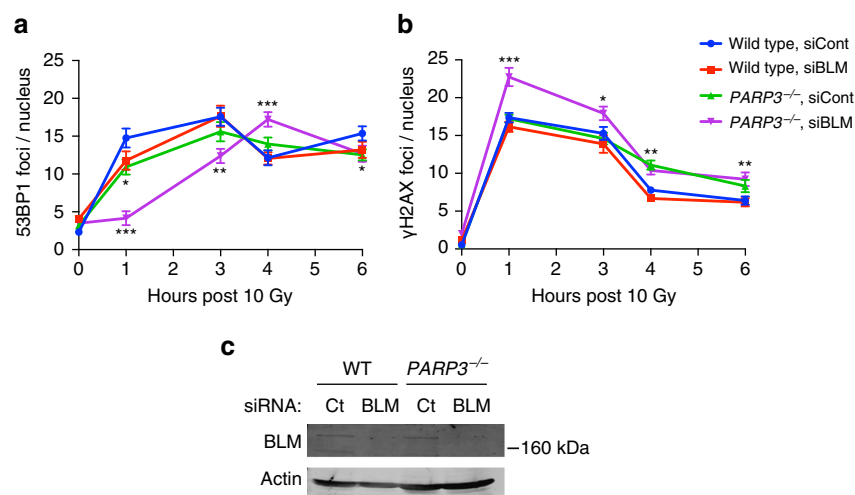 a
53BP1 foci / nucleus
25
20
15
10
5
0
0 1 2 3 4 5 6
Hours post 10 Gy
***
*
**
***
*
b
γH2AX foci / nucleus
25
20
15
10
5
0
0 1 2 3 4 5 6
Hours post 10 Gy
***
*
**
**
Wild type, siCont
Wild type, siBLM
PARP3–/–, siCont
PARP3–/–, siBLM
c
WT PARP3–/–
siRNA: Ct BLM Ct BLM
BLM –160 kDa
Actin